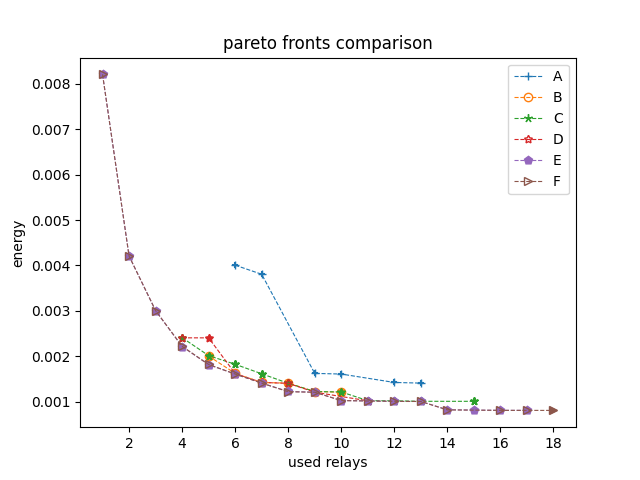 pareto fronts comparison
A
B
C
D
E
F
energy
0.008
0.007
0.006
0.005
0.004
0.003
0.002
0.001
2 4 6 8 10 12 14 16 18
used relays